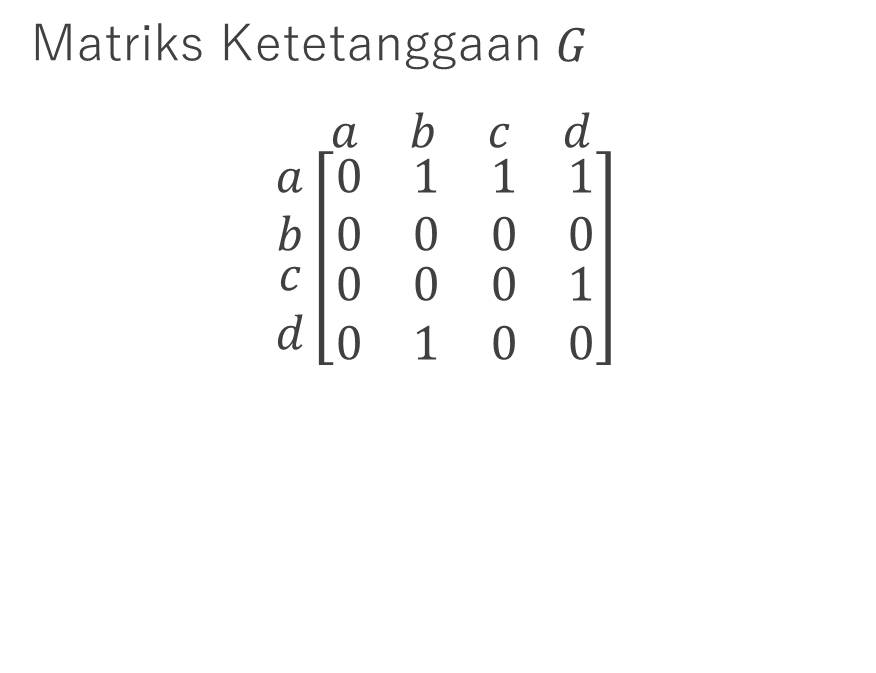 Matriks Ketetanggaan G
a b c d
a 0 1 1 1
b 0 0 0 0
c 0 0 0 1
d 0 1 0 0